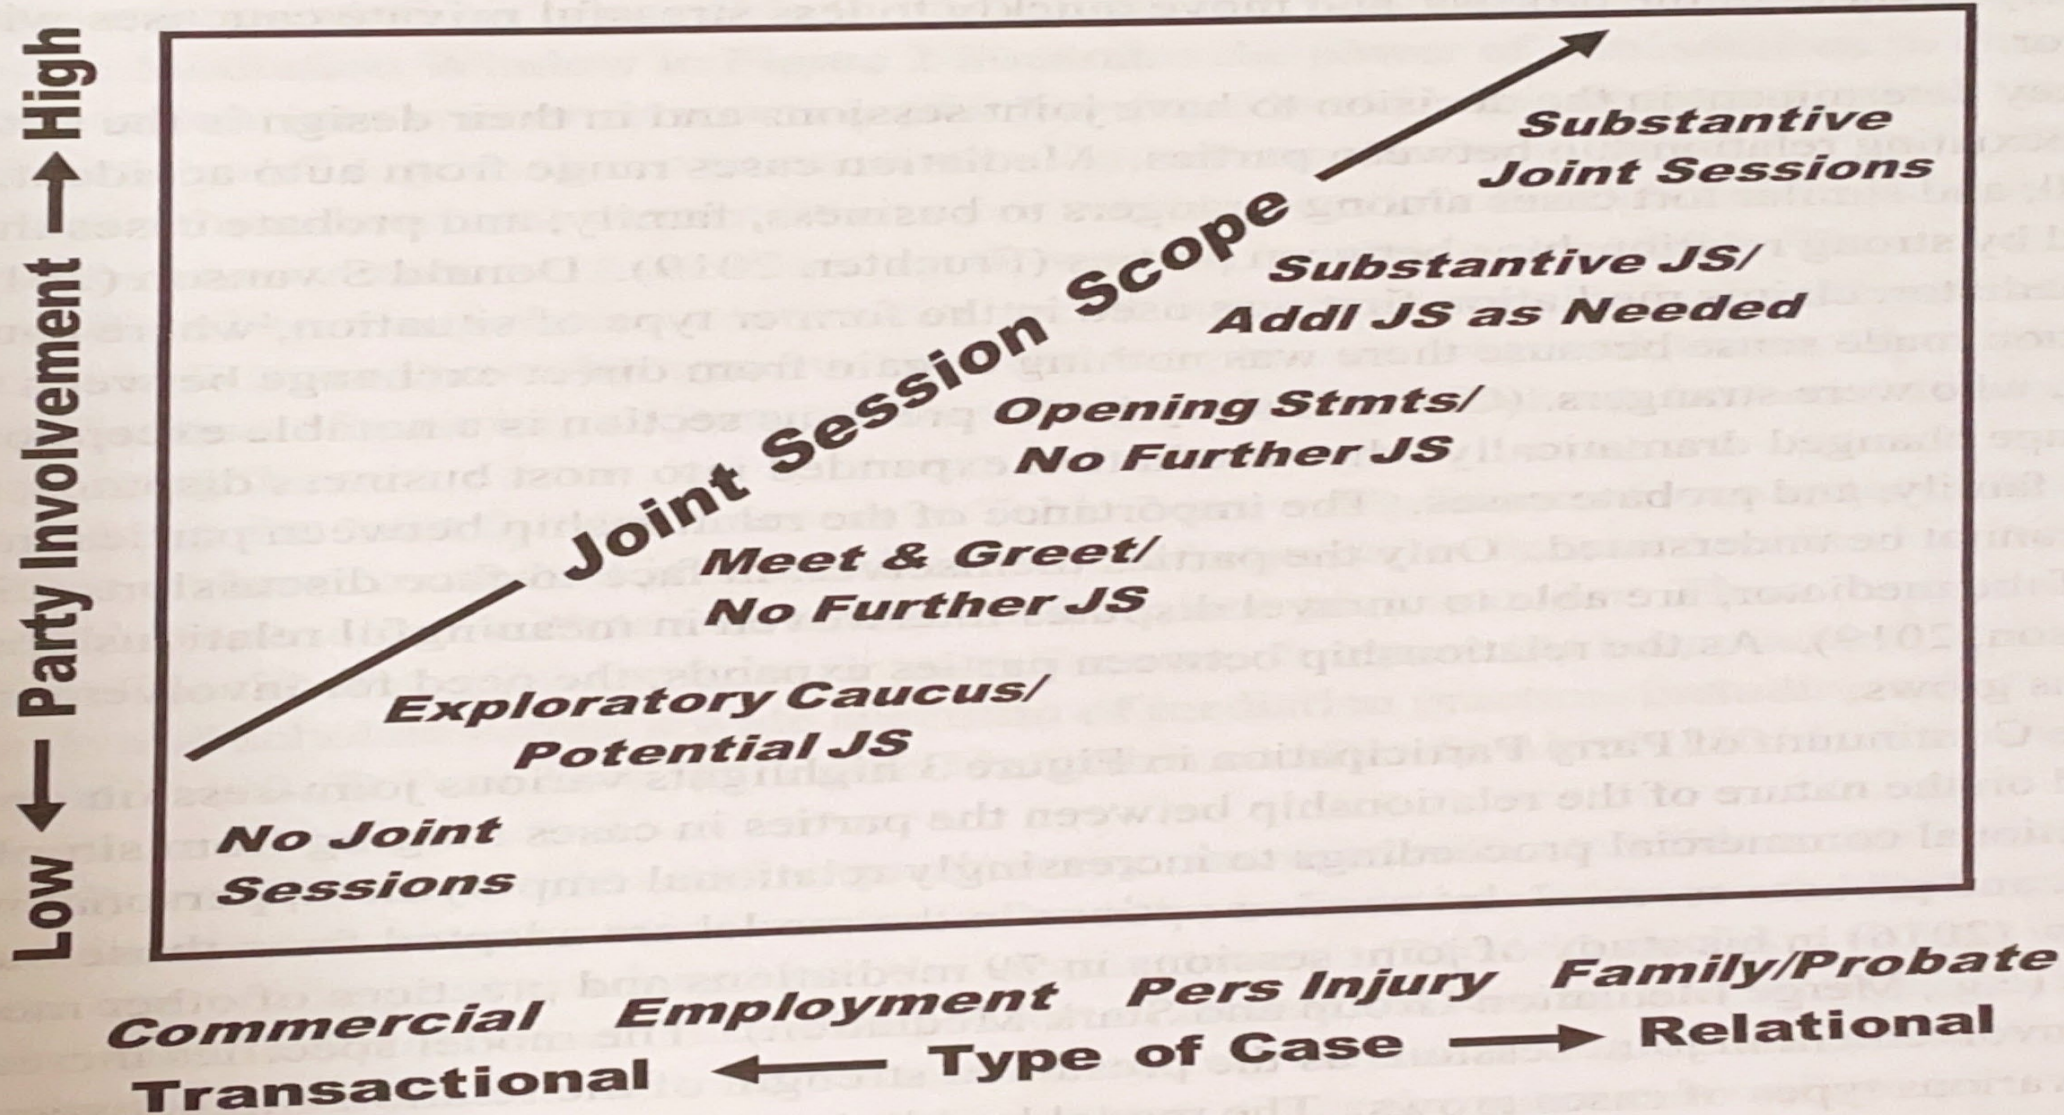 High
Party Involvement
Low
Joint Session Scope
Substantive
Joint Sessions
Substantive JS/
Addl JS as Needed
Opening Stmts/
No Further JS
Meet & Greet/
No Further JS
Exploratory Caucus/
Potential JS
No Joint
Sessions
Commercial Employment Pers Injury Family/Probate
Transactional Type of Case Relational